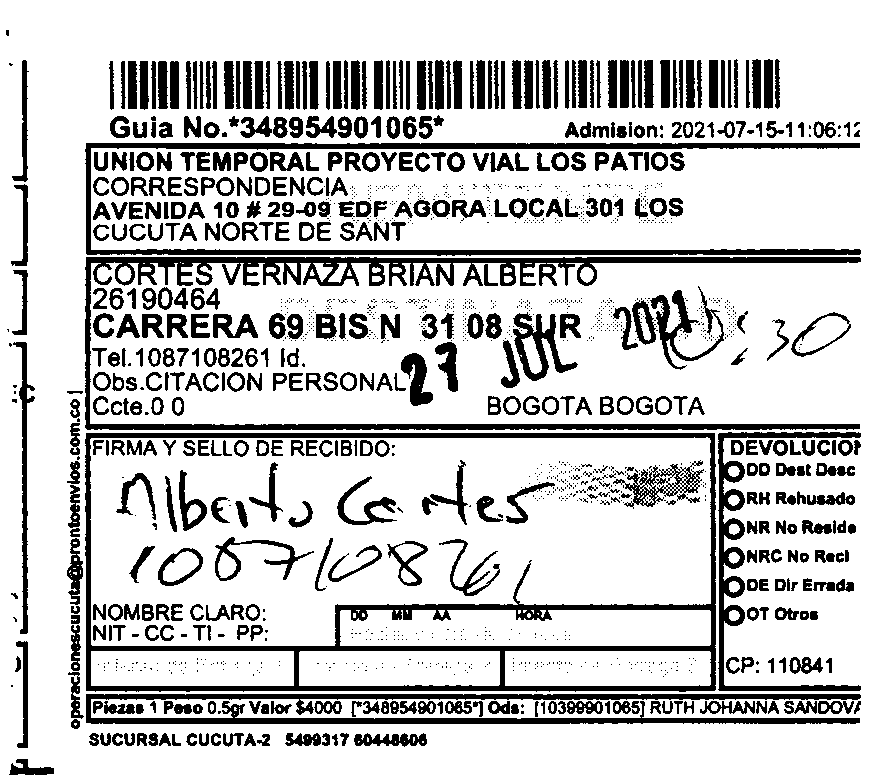 Guia No.*348954901065*
Admision: 2021-07-15-11:06:12
UNION TEMPORAL PROYECTO VIAL LOS PATIOS
CORRESPONDENCIA
AVENIDA 10 # 29-09 EDF AGORA LOCAL 301 LOS
CUCUTA NORTE DE SANT
CORTES VERNAZA BRIAN ALBERTO
26190464
DESTINATARIO
CARRERA 69 BIS N 31 08 SUR
Tel.1087108261 Id.
27 JUL 2021
:30
Obs.CITACION PERSONAL
Ccte.0 0
BOGOTA BOGOTA
operacionescucuta@prontoenvios.com.co
FIRMA Y SELLO DE RECIBIDO:
Alberto Cortes
1087108261
NOMBRE CLARO:
NIT - CC - TI - PP:
DD MM AA HORA
DEVOLUCION
DD Dest Desc
RH Rehusado
NR No Reside
NRC No Recl
DE Dir Errada
OT Otros
CP: 110841
Piezas 1 Peso 0.5gr Valor $4000 [*348954901065*] Ods: [10399901065] RUTH JOHANNA SANDOVA
SUCURSAL CUCUTA-2 5499317 60448606